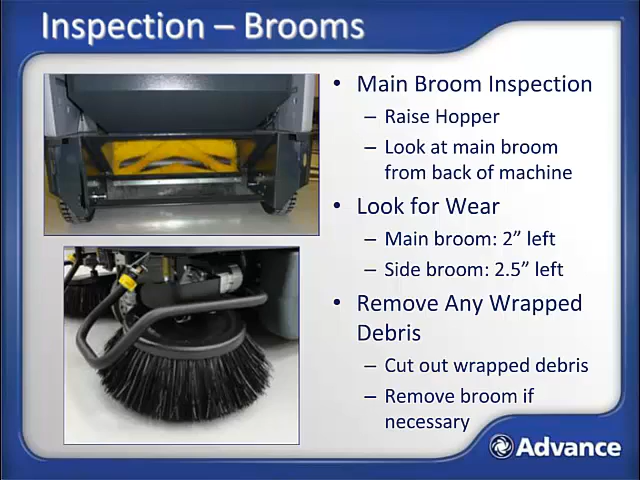 Inspection – Brooms
• Main Broom Inspection
– Raise Hopper
– Look at main broom
from back of machine
• Look for Wear
– Main broom: 2” left
– Side broom: 2.5” left
• Remove Any Wrapped
Debris
– Cut out wrapped debris
– Remove broom if
necessary
Advance